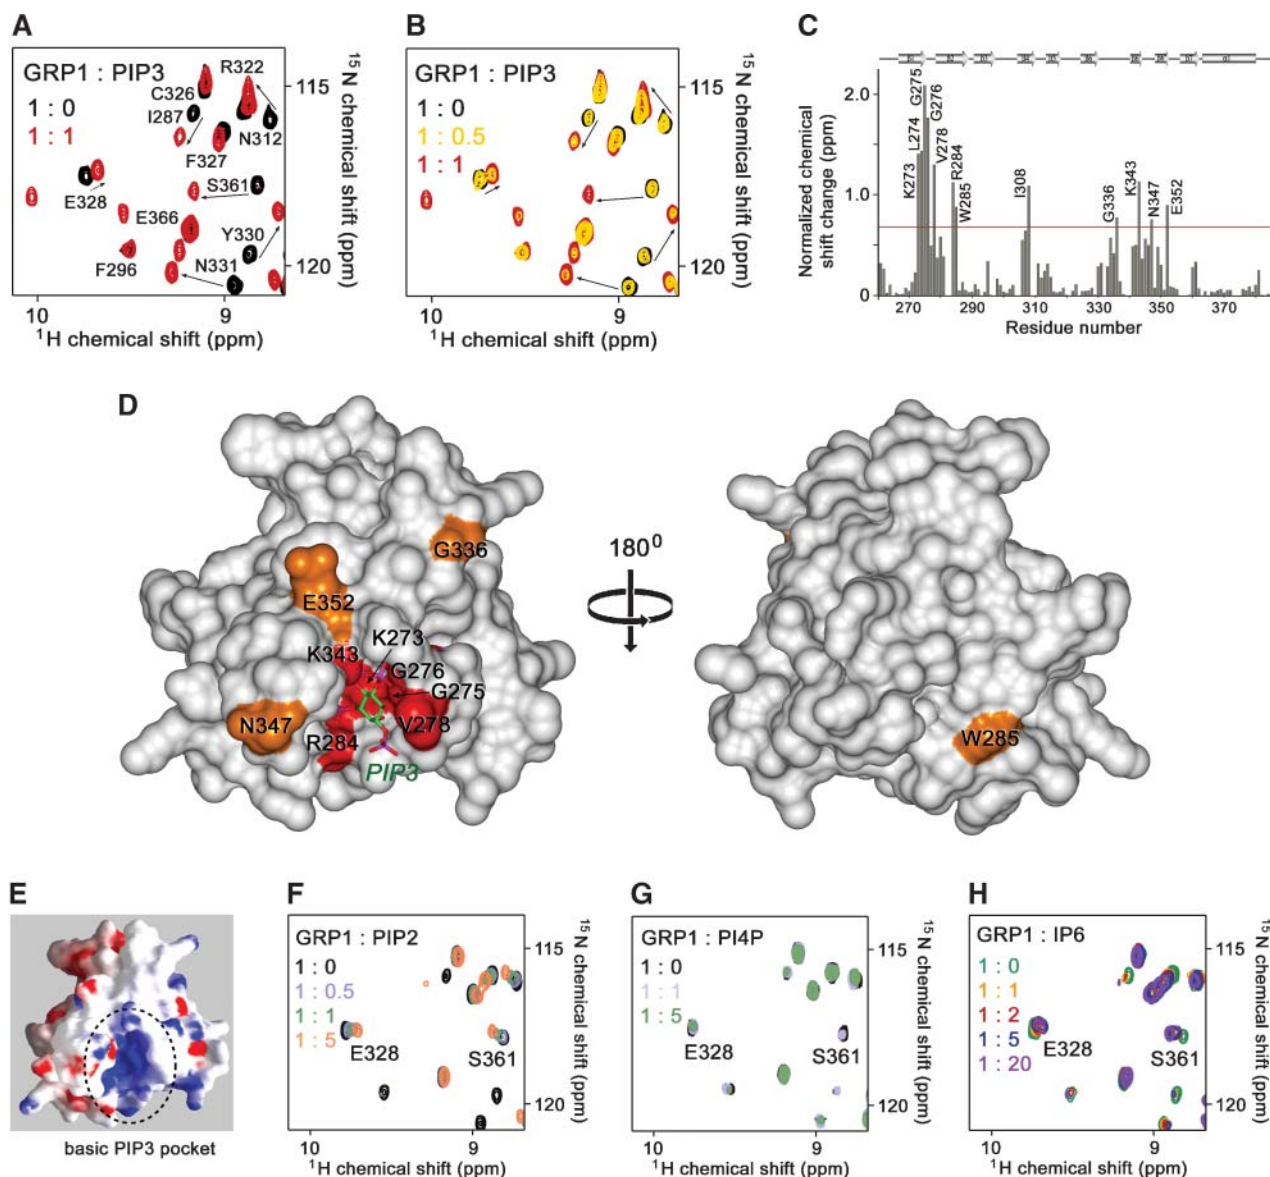 A
GRP1 : PIP3
1 : 0
1 : 1
R322
C326
I287
N312
F327
E328
S361
E366
Y330
F296
N331
115
120
15N chemical shift (ppm)
10
9
1H chemical shift (ppm)
B
GRP1 : PIP3
1 : 0
1 : 0.5
1 : 1
115
120
15N chemical shift (ppm)
10
9
1H chemical shift (ppm)
C
Normalized chemical
shift change (ppm)
2.0
1.0
0
K273
L274
G275
G276
V278
R284
W285
I308
G336
K343
N347
E352
270
290
310
330
350
370
Residue number
D
G336
E352
K273
K343
G276
G275
N347
V278
R284
PIP3
180⁰
W285
E
basic PIP3 pocket
F
GRP1 : PIP2
1 : 0
1 : 0.5
1 : 1
1 : 5
E328
S361
115
120
15N chemical shift (ppm)
10
9
1H chemical shift (ppm)
G
GRP1 : PI4P
1 : 0
1 : 1
1 : 5
E328
S361
115
120
15N chemical shift (ppm)
10
9
1H chemical shift (ppm)
H
GRP1 : IP6
1 : 0
1 : 1
1 : 2
1 : 5
1 : 20
E328
S361
115
120
15N chemical shift (ppm)
10
9
1H chemical shift (ppm)